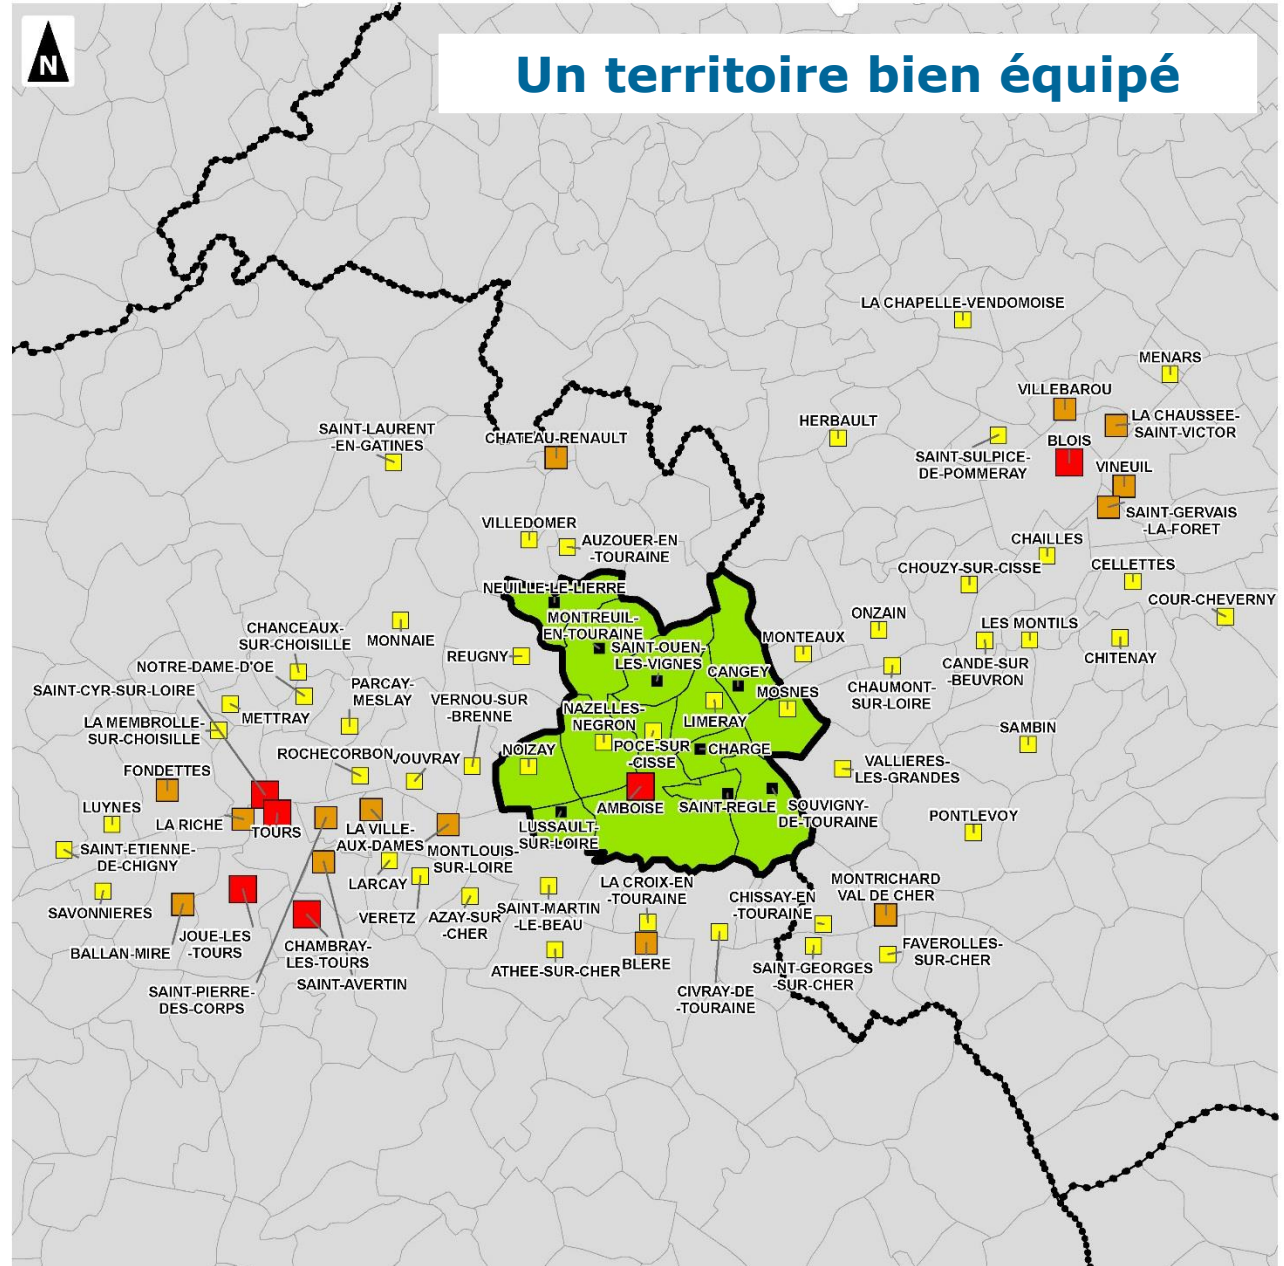 N
Un territoire bien équipé
LA CHAPELLE-VENDOMOISE
MENARS
VILLEBAROU
LA CHAUSSEE-
SAINT-VICTOR
HERBAULT
BLOIS
SAINT-SULPICE-
DE-POMMERAY
VINEUIL
SAINT-GERVAIS
-LA-FORET
SAINT-LAURENT
-EN-GATINES
CHATEAU-RENAULT
VILLEDOMER
AUZOUER-EN
-TOURAINE
CHAILLES
CHOUZY-SUR-CISSE
CELLETTES
COUR-CHEVERNY
NEUILLE-LE-LIERRE
MONTREUIL-
EN-TOURAINE
SAINT-OUEN-
LES-VIGNES
ONZAIN
LES MONTILS
MONTEAUX
CANDE-SUR
-BEUVRON
CHITENAY
CHANCEAUX-
SUR-CHOISILLE
MONNAIE
REUGNY
NOTRE-DAME-D'OE
CANGEY
MOSNES
CHAUMONT-
SUR-LOIRE
SAINT-CYR-SUR-LOIRE
PARCAY-
MESLAY
VERNOU-SUR
-BRENNE
LA MEMBROLLE-
SUR-CHOISILLE
METTRAY
NAZELLES-
NEGRON
LIMERAY
SAMBIN
ROCHECORBON
VOUVRAY
NOIZAY
POCE-SUR
-CISSE
CHARGE
VALLIERES-
LES-GRANDES
FONDETTES
LUYNES
LA RICHE
TOURS
LA VILLE-
AUX-DAMES
MONTLOUIS-
SUR-LOIRE
LUSSAULT-
SUR-LOIRE
AMBOISE
SAINT-REGLE
SOUVIGNY-
DE-TOURAINE
PONTLEVOY
SAINT-ETIENNE-
DE-CHIGNY
LARCAY
SAVONNIERES
VERETZ
AZAY-SUR
-CHER
SAINT-MARTIN
-LE-BEAU
LA CROIX-EN
-TOURAINE
CHISSAY-EN
-TOURAINE
MONTRICHARD
VAL DE CHER
BALLAN-MIRE
JOUE-LES
-TOURS
CHAMBRAY-
LES-TOURS
SAINT-AVERTIN
SAINT-PIERRE-
DES-CORPS
ATHEE-SUR-CHER
BLERE
CIVRAY-DE
-TOURAINE
SAINT-GEORGES
-SUR-CHER
FAVEROLLES-
SUR-CHER